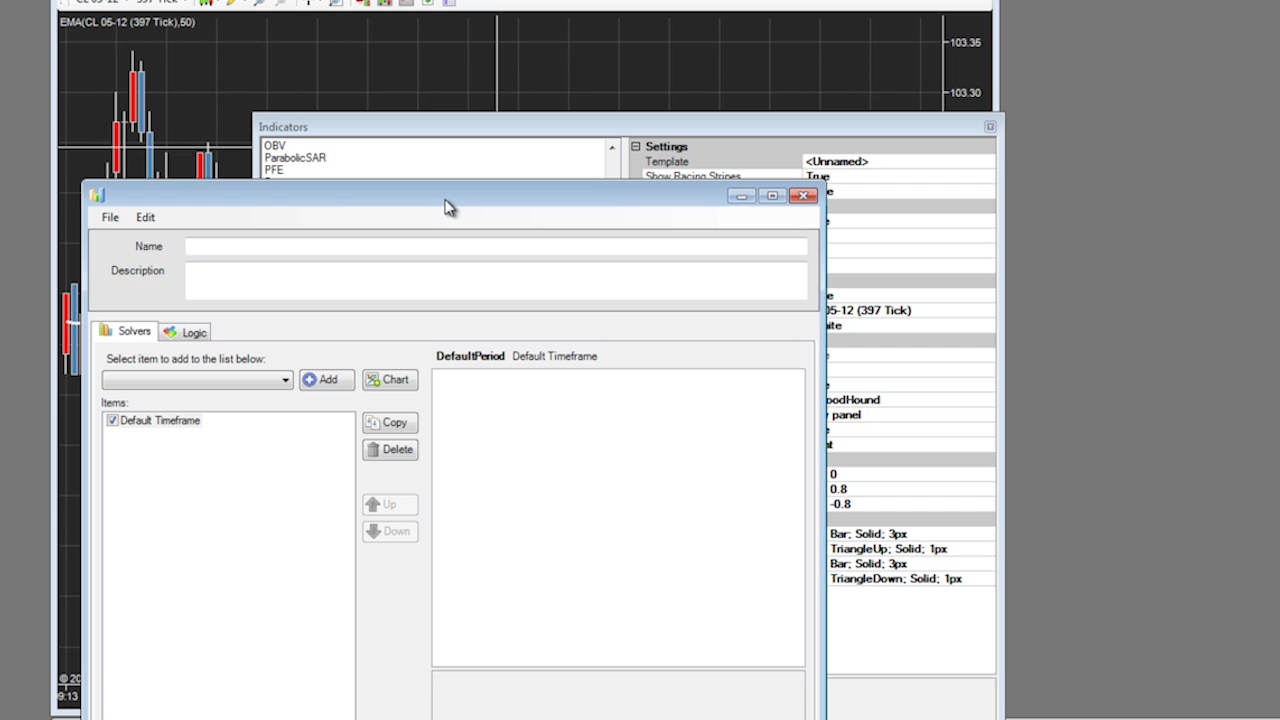 EMA(CL 05-12 (397 Tick),50)
103.35
103.30
Indicators
OBV
ParabolicSAR
PFE
Settings
Template
<Unnamed>
Show Racing Stripes
True
File
Edit
Name
Description
Solvers
Logic
05-12 (397 Tick)
Select item to add to the list below:
DefaultPeriod
Default Timeframe
Add
Chart
Items:
Default Timeframe
Copy
Delete
panel
0
0.8
-0.8
Up
Down
Bar; Solid; 3px
TriangleUp; Solid; 1px
Bar; Solid; 3px
TriangleDown; Solid; 1px
9:13